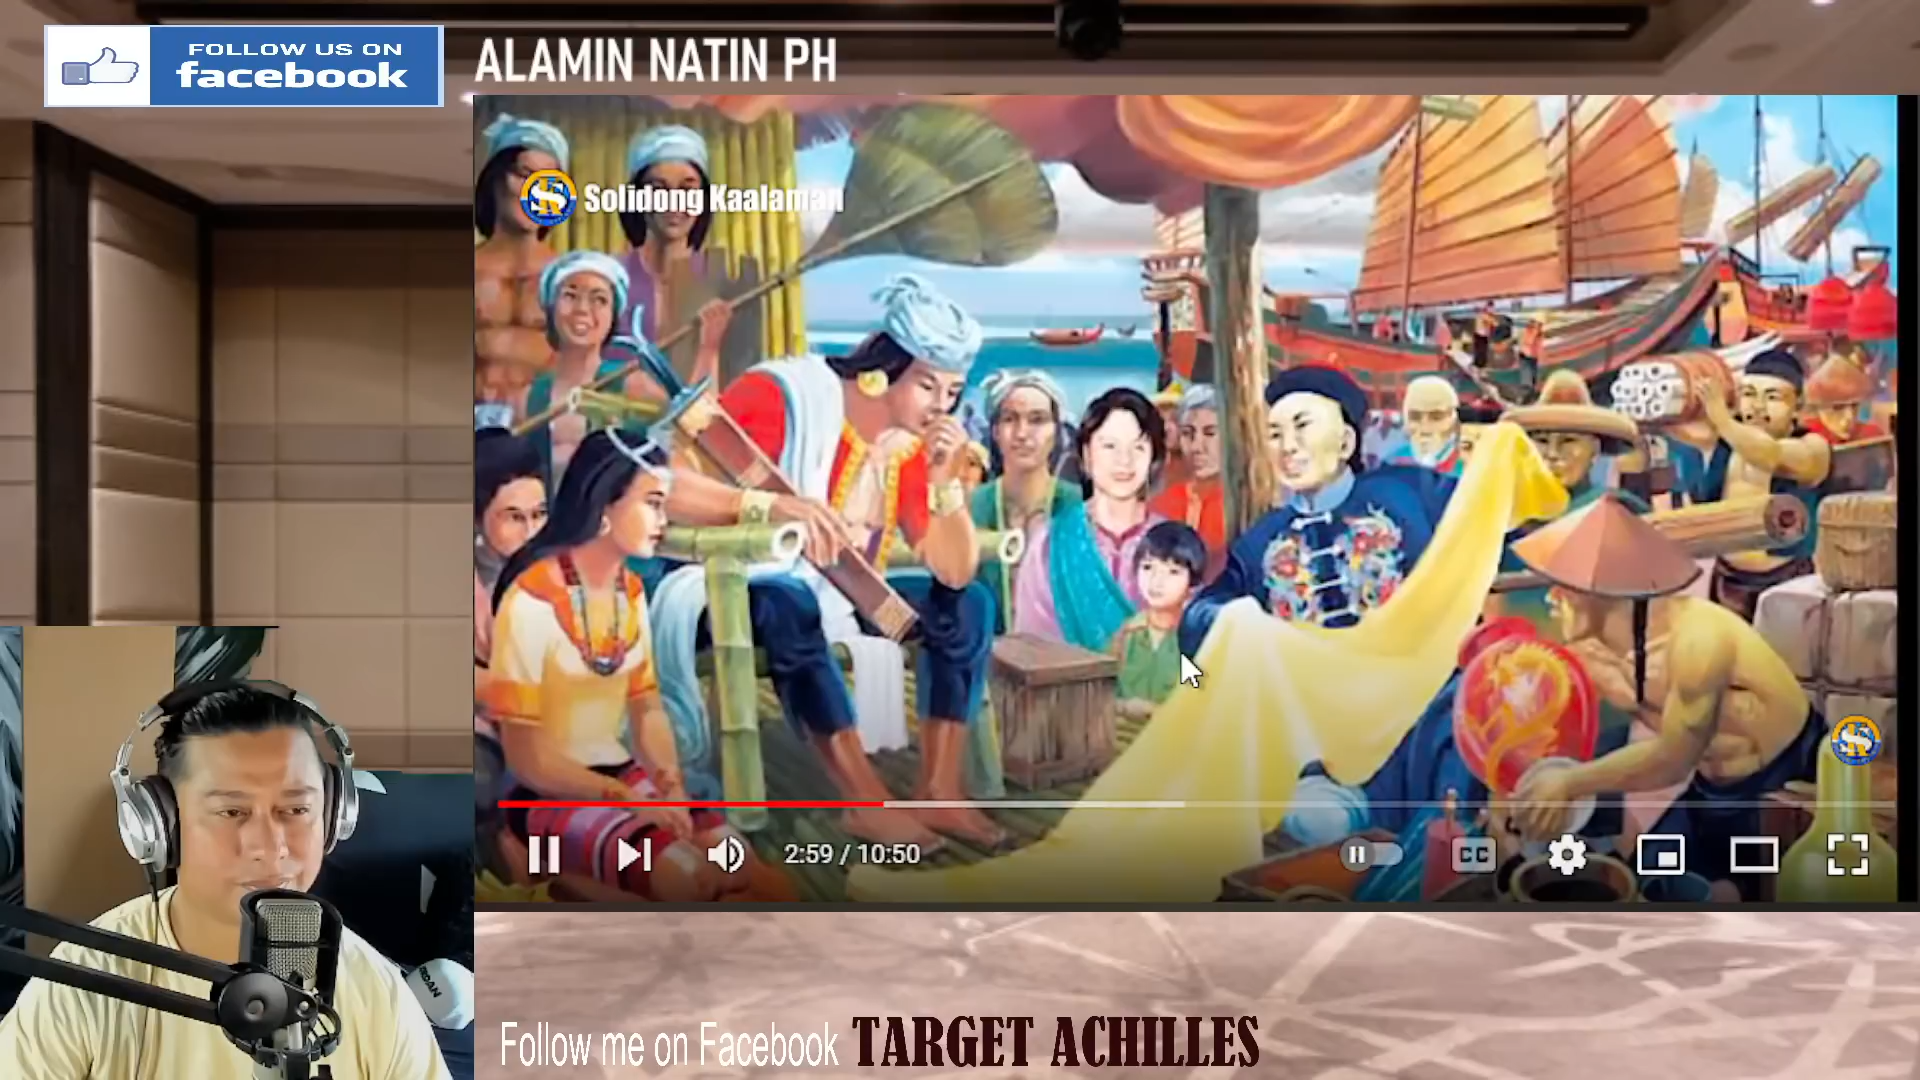 FOLLOW US ON
facebook
ALAMIN NATIN PH
Solidong Kaalaman
2:59 / 10:50
CC
Follow me on Facebook TARGET ACHILLES